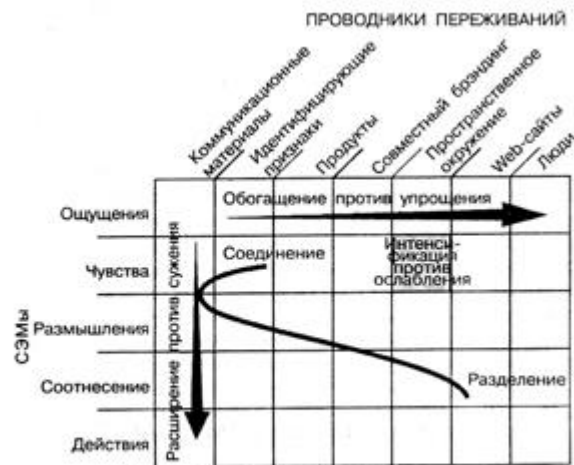 ПРОВОДНИКИ ПЕРЕЖИВАНИЙ
Коммуникационные
материалы
Идентифицирующие
признаки
Продукты
Совместный брэндинг
Пространственное
окружение
Web-сайты
Люди
СЭМы
Ощущения
Чувства
Размышления
Соотнесение
Действия
Обогащение против упрощения
Расширение против сужения
Соединение
Интенси-
фикация
против
ослабления
Разделение